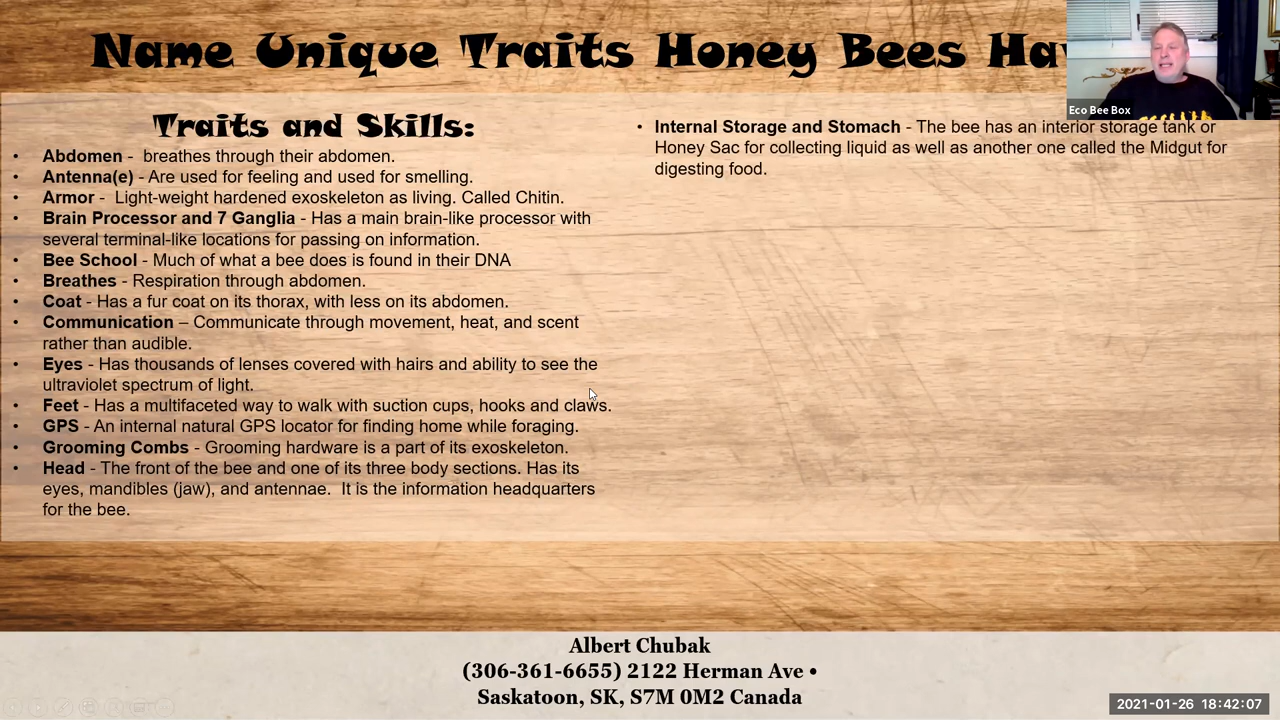 Name Unique Traits Honey Bees Ha
Eco Bee Box
Traits and Skills:
• Abdomen - breathes through their abdomen.
• Antenna(e) - Are used for feeling and used for smelling.
• Armor - Light-weight hardened exoskeleton as living. Called Chitin.
• Brain Processor and 7 Ganglia - Has a main brain-like processor with
several terminal-like locations for passing on information.
• Bee School - Much of what a bee does is found in their DNA
• Breathes - Respiration through abdomen.
• Coat - Has a fur coat on its thorax, with less on its abdomen.
• Communication – Communicate through movement, heat, and scent
rather than audible.
• Eyes - Has thousands of lenses covered with hairs and ability to see the
ultraviolet spectrum of light.
• Feet - Has a multifaceted way to walk with suction cups, hooks and claws.
• GPS - An internal natural GPS locator for finding home while foraging.
• Grooming Combs - Grooming hardware is a part of its exoskeleton.
• Head - The front of the bee and one of its three body sections. Has its
eyes, mandibles (jaw), and antennae. It is the information headquarters
for the bee.
• Internal Storage and Stomach - The bee has an interior storage tank or
Honey Sac for collecting liquid as well as another one called the Midgut for
digesting food.
Albert Chubak
(306-361-6655) 2122 Herman Ave •
Saskatoon, SK, S7M 0M2 Canada
2021-01-26 18:42:07